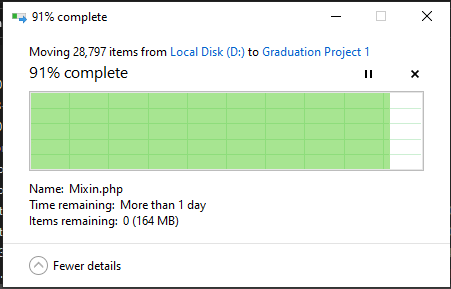 91% complete
Moving 28,797 items from Local Disk (D:) to Graduation Project 1
91% complete
Name: Mixin.php
Time remaining: More than 1 day
Items remaining: 0 (164 MB)
Fewer details